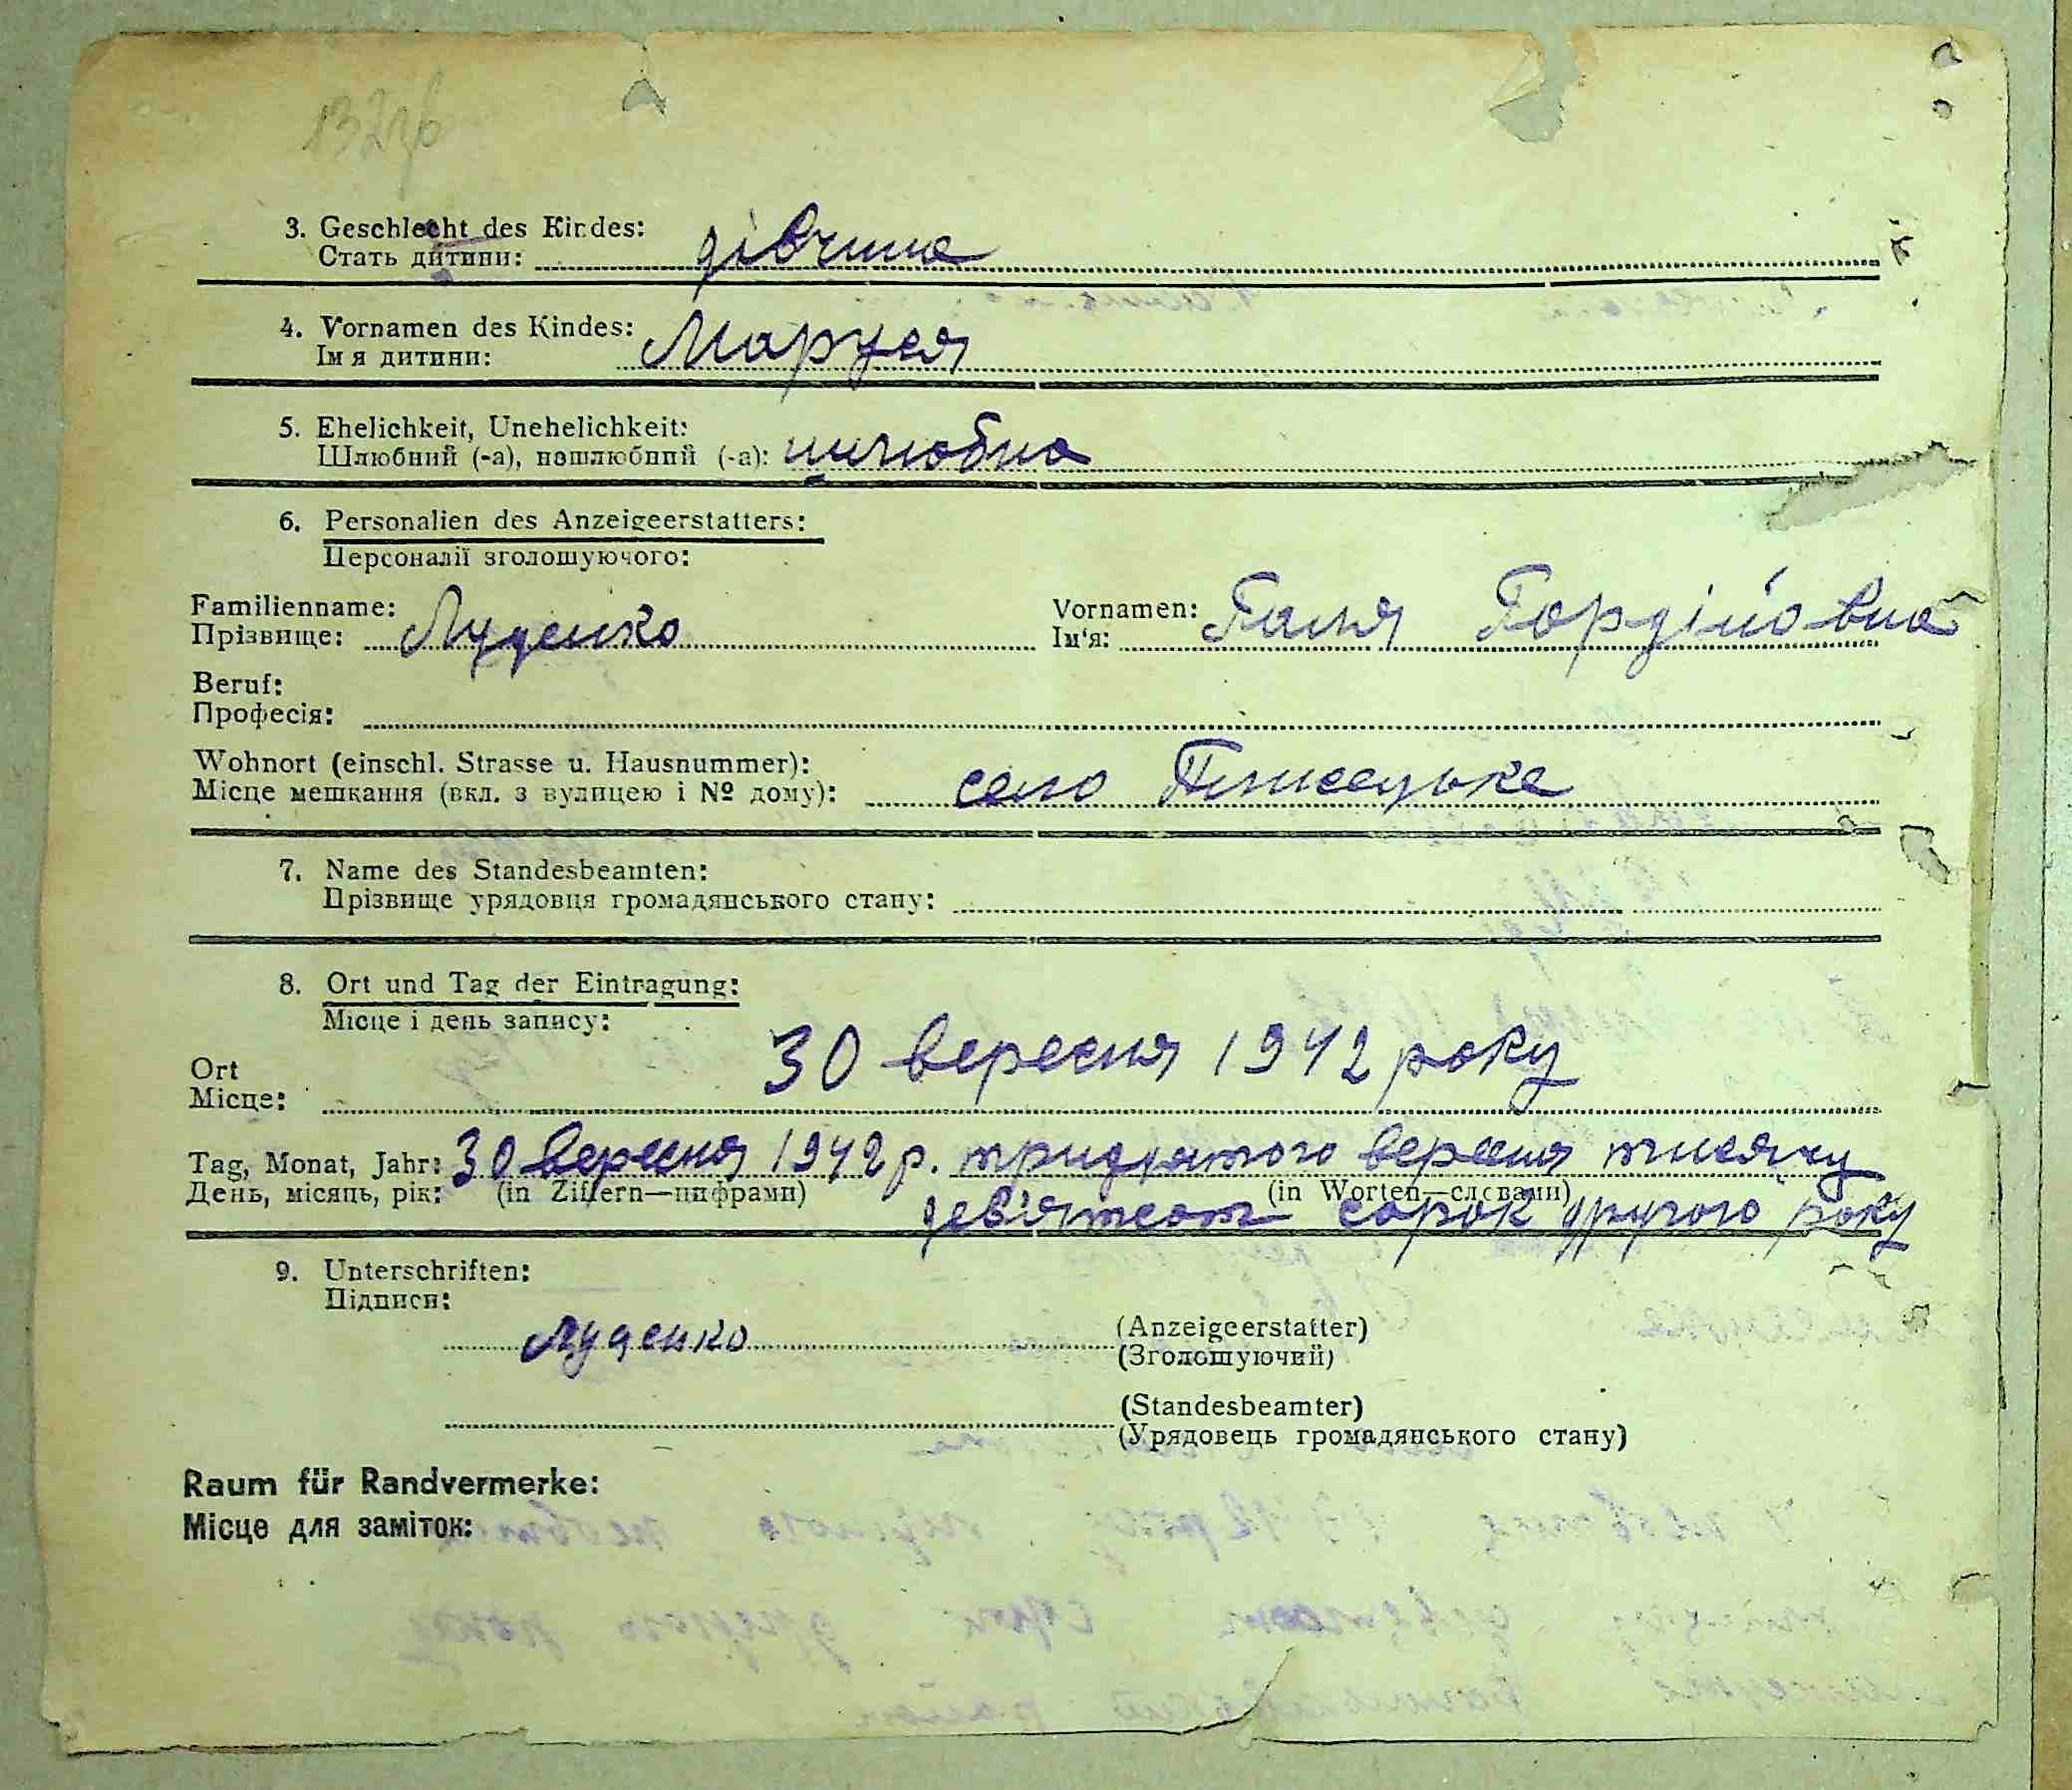 132зв
3. Geschlecht des Kindes:
Стать дитини: дівчина
4. Vornamen des Kindes: Маруся
Ім я дитини:
5. Ehelichkeit, Unehelichkeit:
Шлюбний (-а), нешлюбний (-а): шлюбна
6. Personalien des Anzeigeerstatters:
Персоналії зголошуючого:
Familienname: Vornamen: Галя Гордійовна
Прізвище: Луценко Ім‘я:
Beruf:
Професія:
Wohnort (einschl. Strasse u. Hausnummer):
Місце мешкання (вкл. з вулицею і № дому): село Плисецьке
7. Name des Standesbeamten:
Прізвище урядовця громадянського стану:
8. Ort und Tag der Eintragung:
Місце і день запису:
30 вересня 1942 року
Ort
Місце:
Tag, Monat, Jahr: 30 вересня 1942 р. тридцятого вересня тисячу
День, місяць, рік: (in Ziffern—цифрами) (in Worten—словами)
девʼятсот сорок другого року
9. Unterschriften:
Підписи:
Луценко (Anzeigeerstatter)
(Зголошуючий)
(Standesbeamter)
(Урядовець громадянського стану)
Raum für Randvermerke:
Місце для заміток: